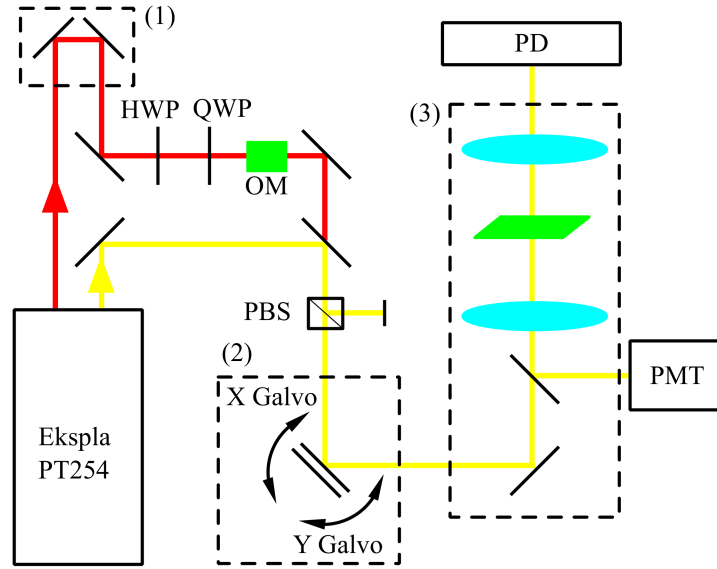 (1)
PD
(3)
HWP QWP
OM
PBS
(2)
PMT
X Galvo
Ekspla
PT254
Y Galvo